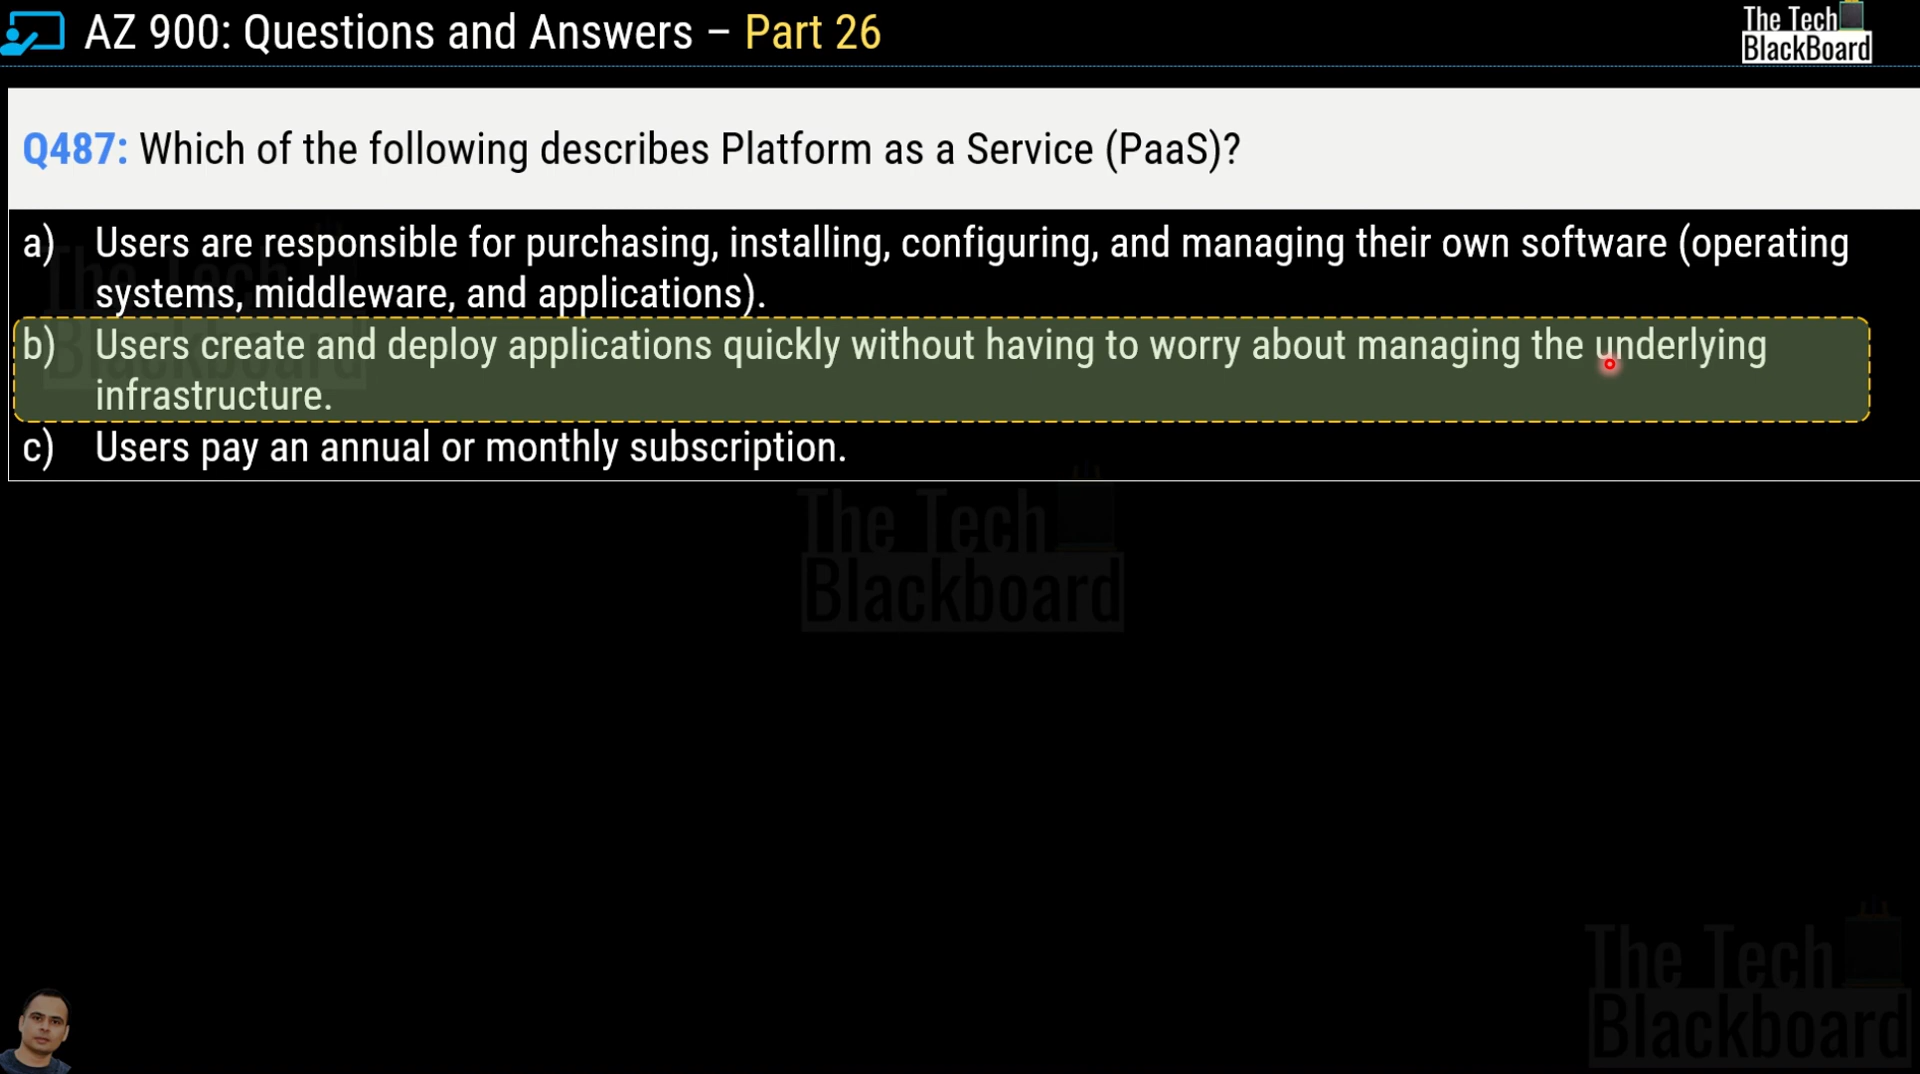 AZ 900: Questions and Answers – Part 26
The Tech
BlackBoard
Q487: Which of the following describes Platform as a Service (PaaS)?
a) Users are responsible for purchasing, installing, configuring, and managing their own software (operating
systems, middleware, and applications).
b) Users create and deploy applications quickly without having to worry about managing the underlying
infrastructure.
c) Users pay an annual or monthly subscription.
The Tech
Blackboard
The Tech
Blackboard
The Tech
Blackboard